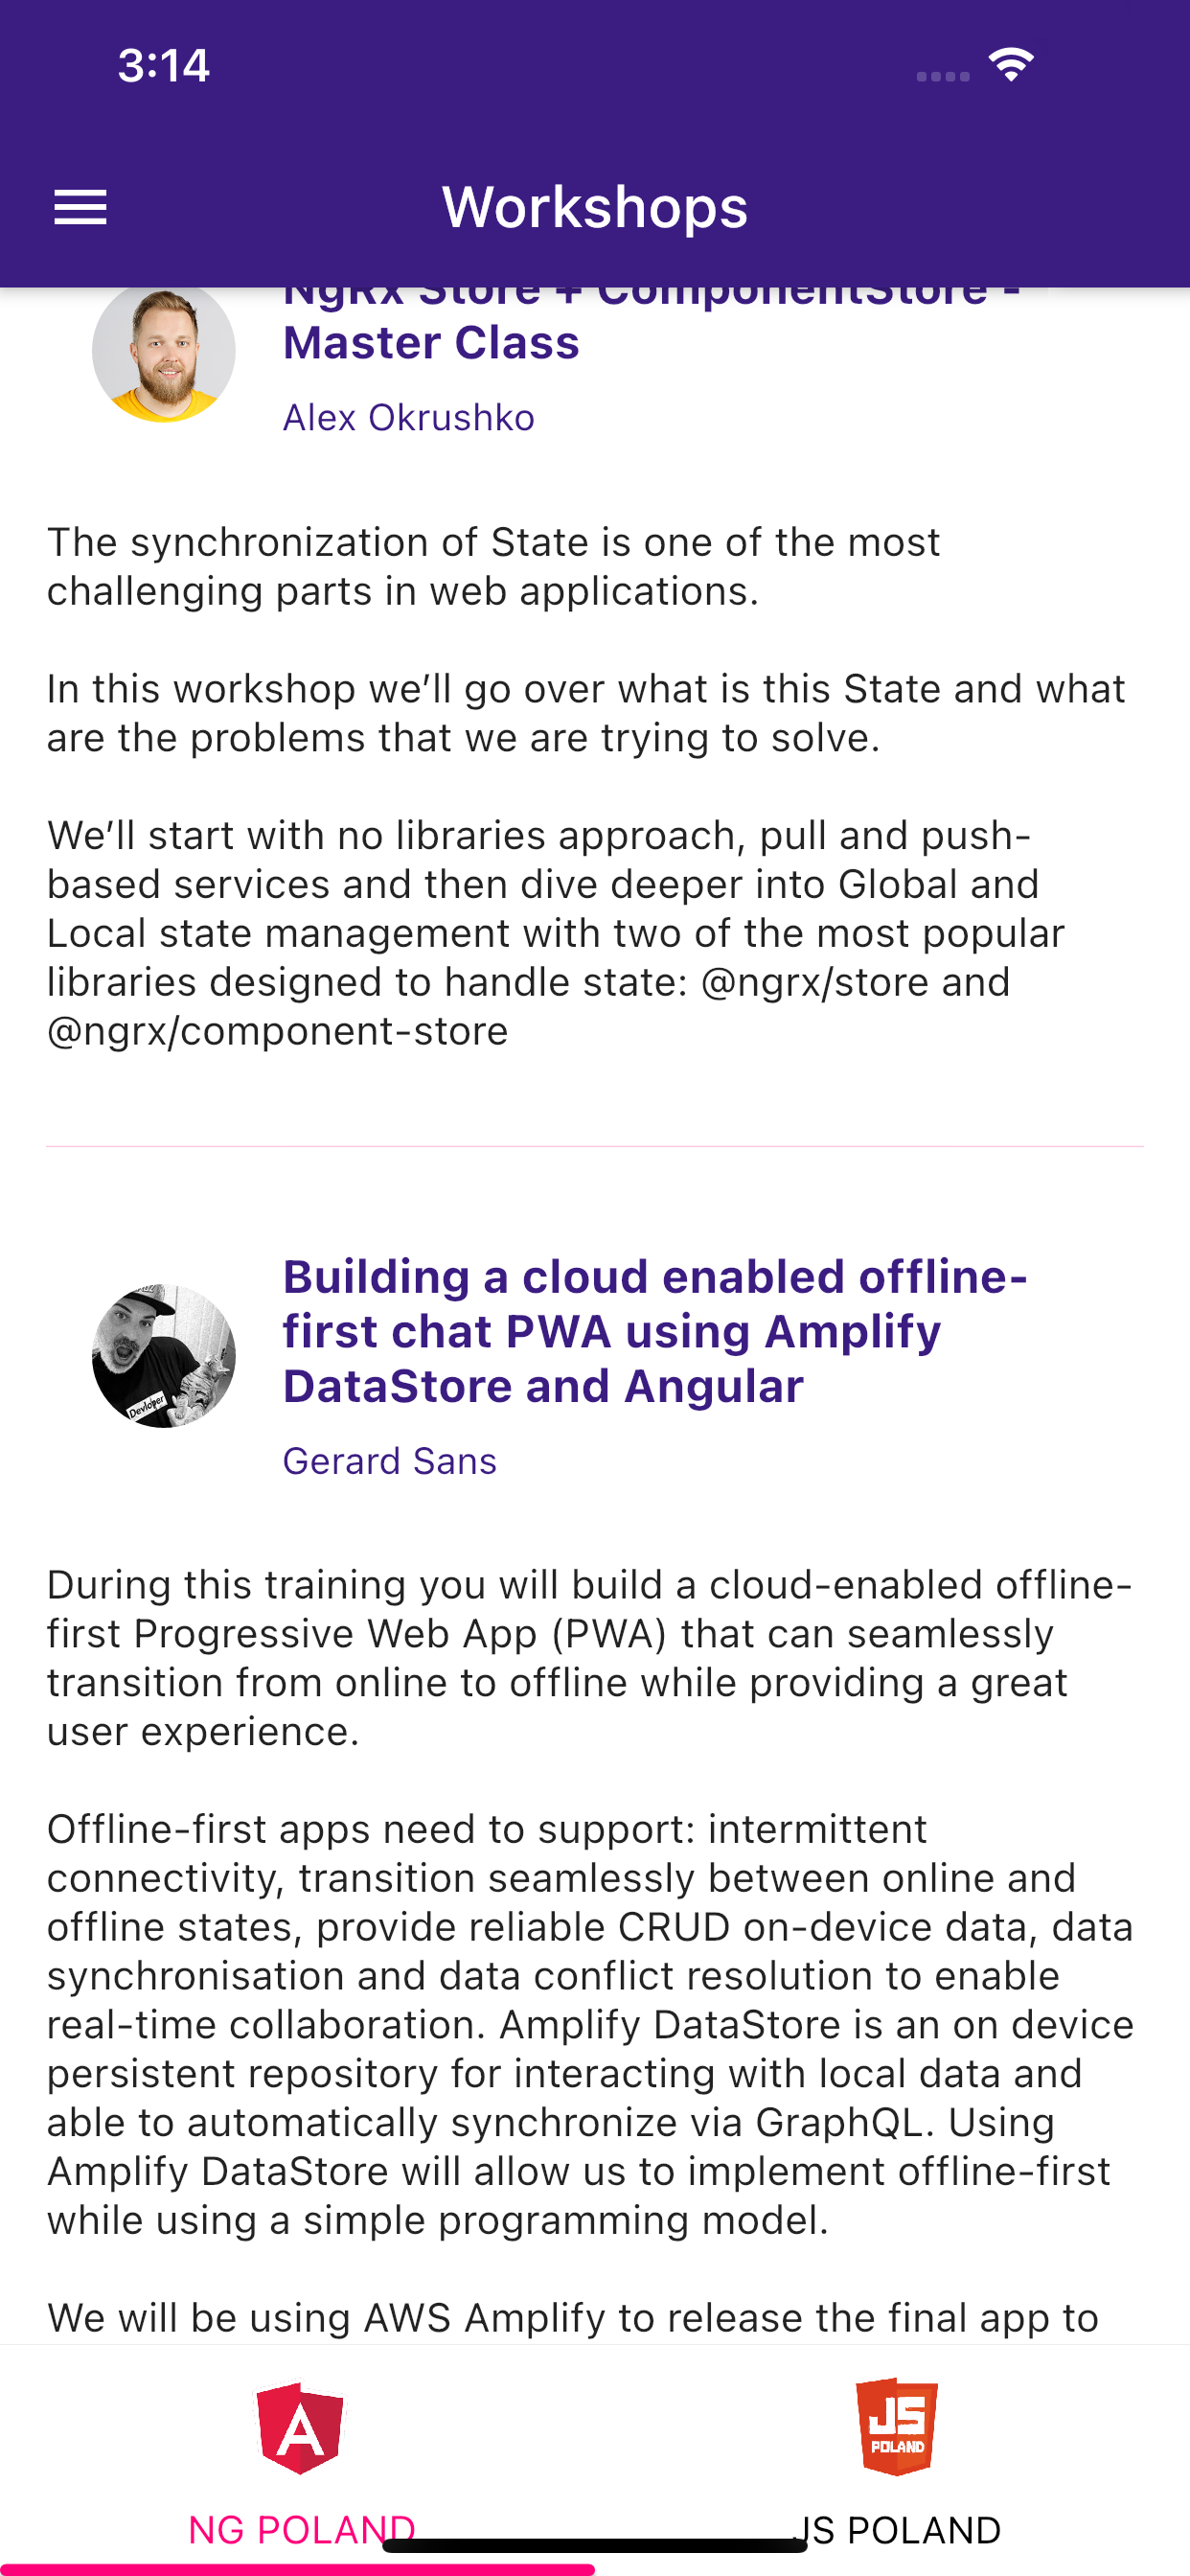 3:14
Workshops
NgRx Store + ComponentStore -
Master Class
Alex Okrushko
The synchronization of State is one of the most
challenging parts in web applications.
In this workshop we’ll go over what is this State and what
are the problems that we are trying to solve.
We’ll start with no libraries approach, pull and push-
based services and then dive deeper into Global and
Local state management with two of the most popular
libraries designed to handle state: @ngrx/store and
@ngrx/component-store
Building a cloud enabled offline-
first chat PWA using Amplify
DataStore and Angular
Devloper
Gerard Sans
During this training you will build a cloud-enabled offline-
first Progressive Web App (PWA) that can seamlessly
transition from online to offline while providing a great
user experience.
Offline-first apps need to support: intermittent
connectivity, transition seamlessly between online and
offline states, provide reliable CRUD on-device data, data
synchronisation and data conflict resolution to enable
real-time collaboration. Amplify DataStore is an on device
persistent repository for interacting with local data and
able to automatically synchronize via GraphQL. Using
Amplify DataStore will allow us to implement offline-first
while using a simple programming model.
We will be using AWS Amplify to release the final app to
A
JS
POLAND
NG POLAND
JS POLAND